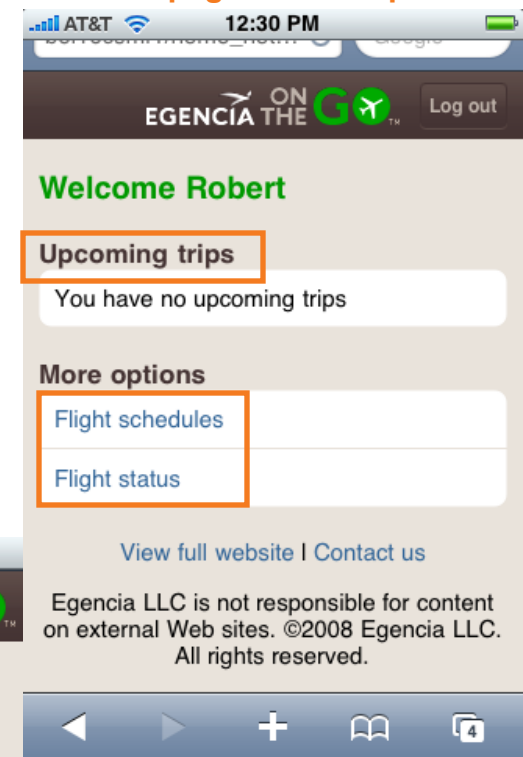 AT&T 12:30 PM
Google
EGENCIA ON THE GO TM Log out
Welcome Robert
Upcoming trips
You have no upcoming trips
More options
Flight schedules
Flight status
View full website | Contact us
Egencia LLC is not responsible for content
on external Web sites. ©2008 Egencia LLC.
All rights reserved.
TM
4